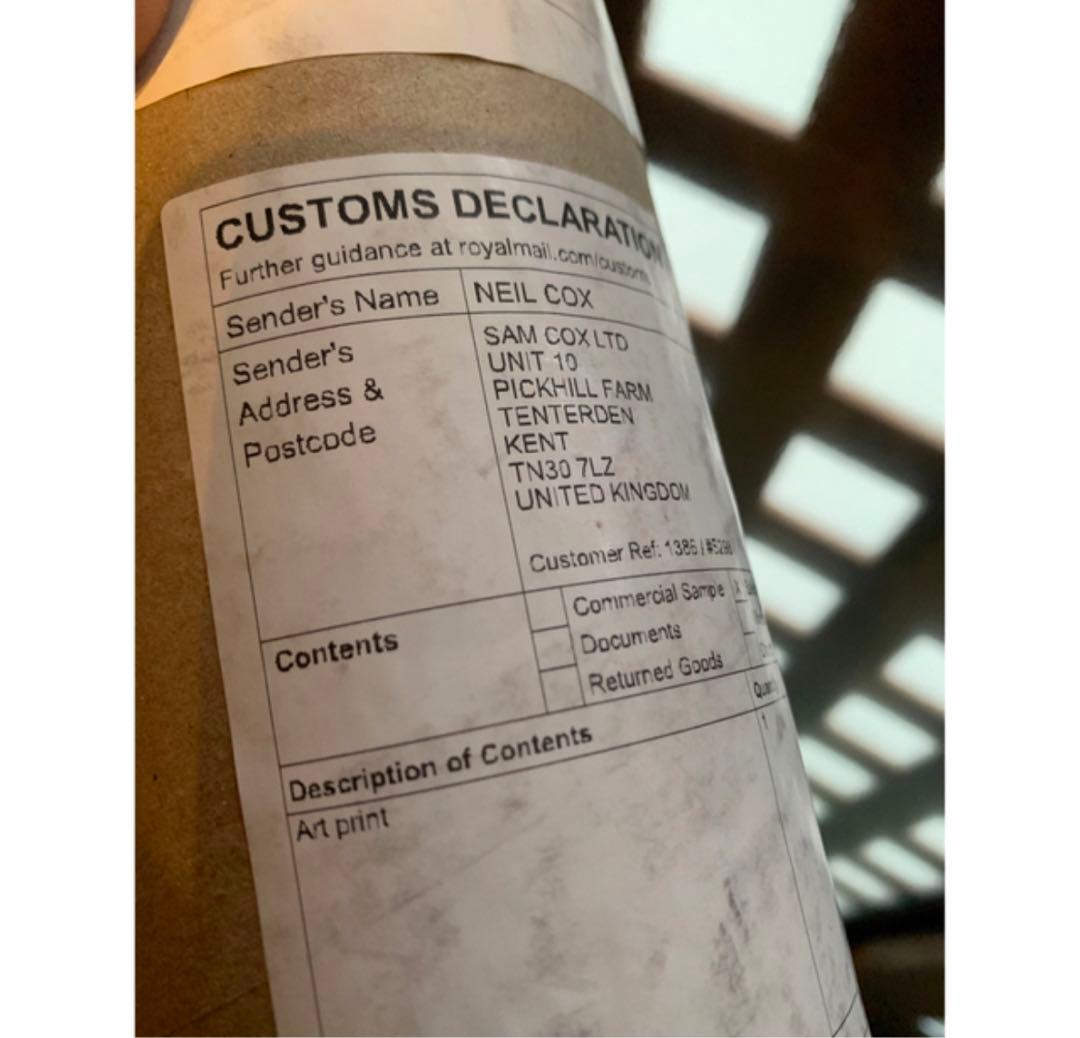 CUSTOMS DECLARATION
Further guidance at royalmail.com/customs
Sender's Name NEIL COX
Sender's
Address &
Postcode
SAM COX LTD
UNIT 10
PICKHILL FARM
TENTERDEN
KENT
TN30 7LZ
UNITED KINGDOM
Customer Ref: 1386 /
Contents
Commercial Sample X
Documents
Returned Goods
Description of Contents
Art print
1